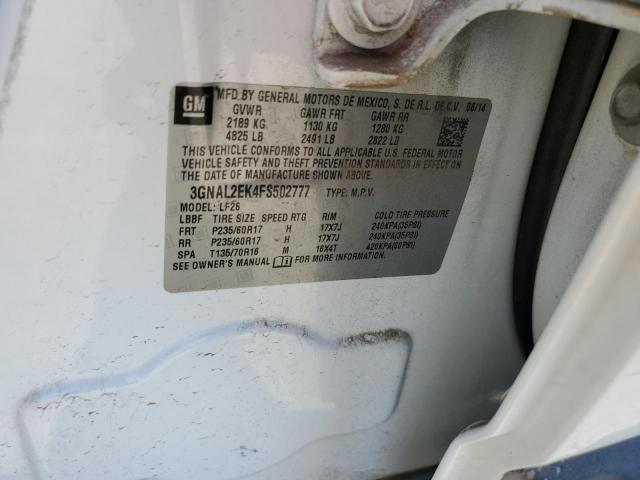 GM
MFD. BY GENERAL MOTORS DE MEXICO, S. DE R.L. DE C.V. 06/14
GVWR GAWR FRT GAWR RR
2189 KG 1130 KG 1280 KG
4825 LB 2491 LB 2822 LB
THIS VEHICLE CONFORMS TO ALL APPLICABLE U.S. FEDERAL MOTOR
VEHICLE SAFETY AND THEFT PREVENTION STANDARDS IN EFFECT ON
THE DATE OF MANUFACTURE SHOWN ABOVE.
3GNAL2EK4FS502777 TYPE: M.P.V.
MODEL: LF26
LBBF TIRE SIZE SPEED RTG RIM COLD TIRE PRESSURE
FRT P235/60R17 H 17X7J 240KPA(35PSI)
RR P235/60R17 H 17X7J 240KPA(35PSI)
SPA T135/70R16 M 16X4T 420KPA(60PSI)
SEE OWNER'S MANUAL FOR MORE INFORMATION.